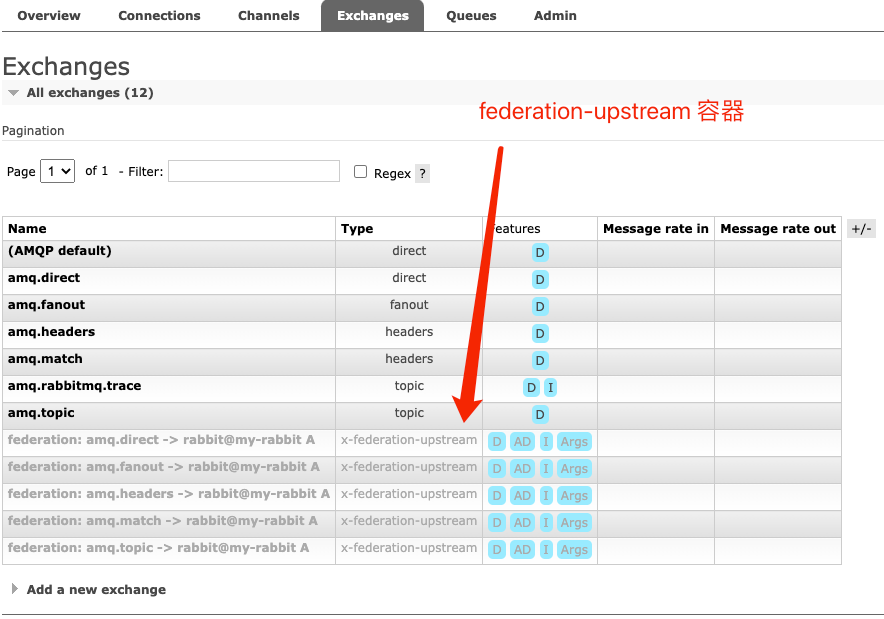 Overview Connections Channels Exchanges Queues Admin
Exchanges
All exchanges (12)
federation-upstream 容器
Pagination
Page 1 of 1 - Filter: Regex ?
Name Type eatures Message rate in Message rate out +/-
(AMQP default) direct D
amq.direct direct D
amq.fanout fanout D
amq.headers headers D
amq.match headers D
amq.rabbitmq.trace topic D I
amq.topic topic D
federation: amq.direct -> rabbit@my-rabbit A x-federation-upstream D AD I Args
federation: amq.fanout -> rabbit@my-rabbit A x-federation-upstream D AD I Args
federation: amq.headers -> rabbit@my-rabbit A x-federation-upstream D AD I Args
federation: amq.match -> rabbit@my-rabbit A x-federation-upstream D AD I Args
federation: amq.topic -> rabbit@my-rabbit A x-federation-upstream D AD I Args
Add a new exchange